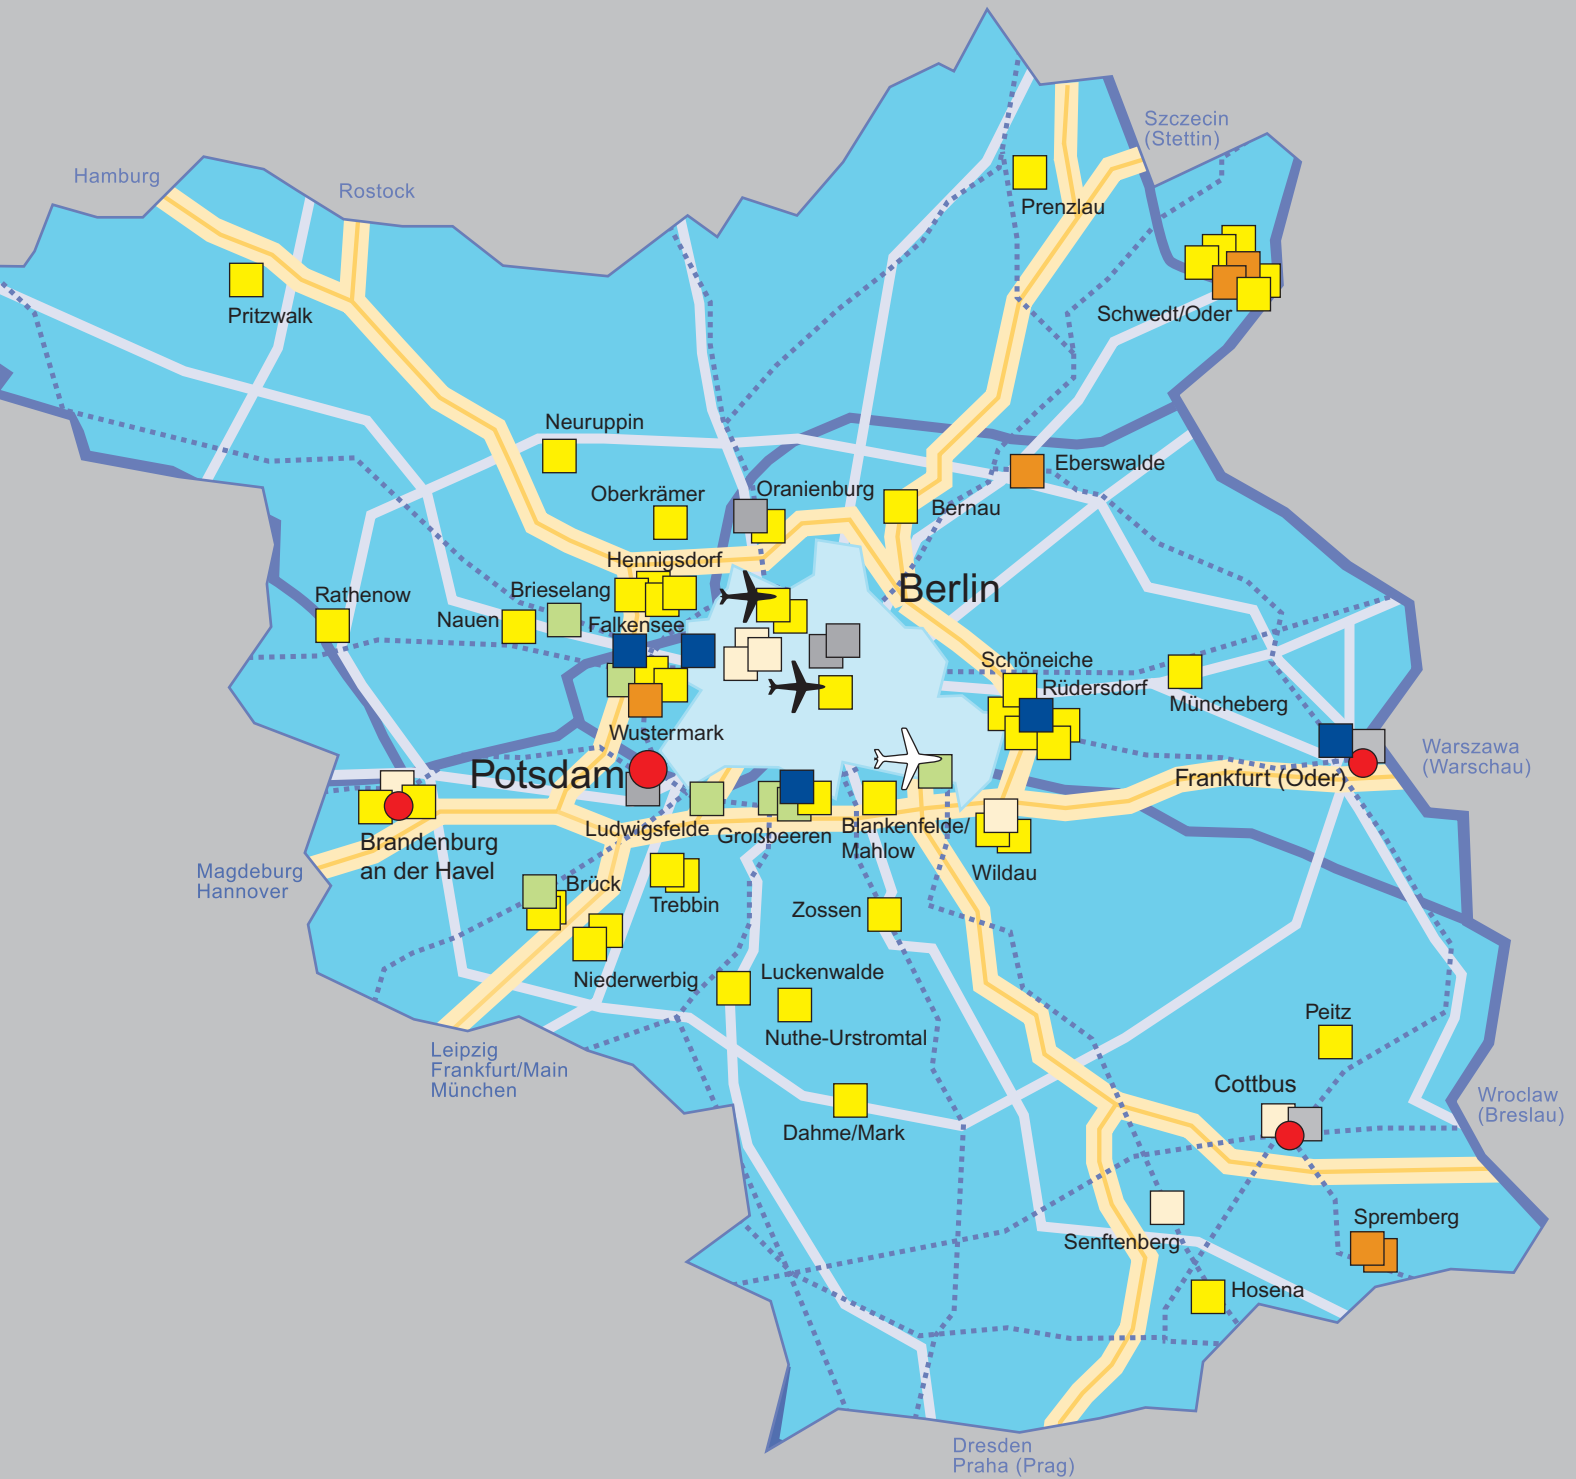 Szczecin
(Stettin)
Hamburg
Rostock
Prenzlau
Pritzwalk
Schwedt/Oder
Neuruppin
Eberswalde
Oberkrämer
Oranienburg
Bernau
Hennigsdorf
Brieselang
Berlin
Rathenow
Nauen
Falkensee
Schöneiche
Rüdersdorf
Müncheberg
Wustermark
Warszawa
(Warschau)
Potsdam
Frankfurt (Oder)
Ludwigsfelde
Großbeeren
Blankenfelde/
Mahlow
Brandenburg
an der Havel
Magdeburg
Hannover
Wildau
Brück
Trebbin
Zossen
Niederwerbig
Luckenwalde
Nuthe-Urstromtal
Peitz
Leipzig
Frankfurt/Main
München
Cottbus
Wroclaw
(Breslau)
Dahme/Mark
Spremberg
Senftenberg
Hosena
Dresden
Praha (Prag)